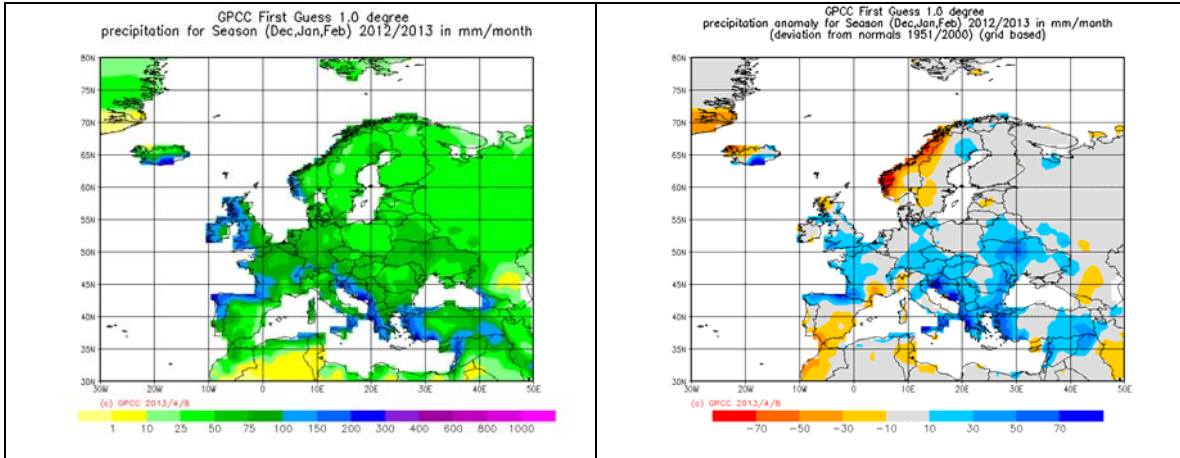 GPCC First Guess 1.0 degree
precipitation for Season (Dec,Jan,Feb) 2012/2013 in mm/month
80N
75N
70N
65N
60N
55N
50N
45N
40N
35N
30N
30W 20W 10W 0 10E 20E 30E 40E 50E
(c) GPCC 2013/4/8
1 10 25 50 75 100 150 200 300 400 600 800 1000
GPCC First Guess 1.0 degree
precipitation anomaly for Season (Dec,Jan,Feb) 2012/2013 in mm/month
(deviation from normals 1951/2000) (grid based)
80N
75N
70N
65N
60N
55N
50N
45N
40N
35N
30N
30W 20W 10W 0 10E 20E 30E 40E 50E
(c) GPCC 2013/4/8
-70 -50 -30 -10 10 30 50 70